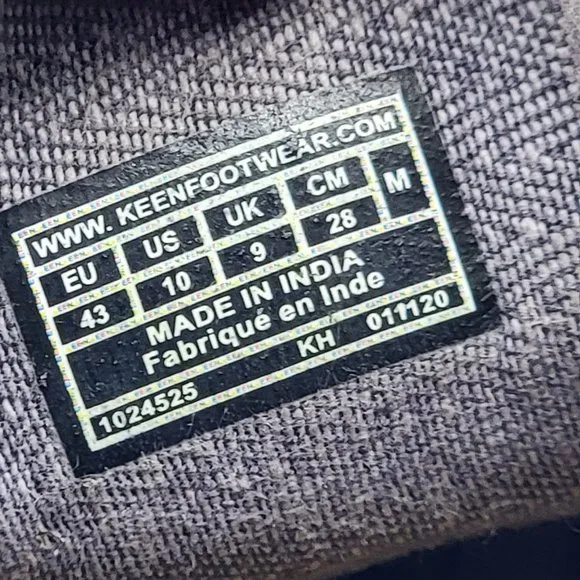 WWW. KEENFOOTWEAR.COM
EU US UK CM M
43 10 9 28
MADE IN INDIA
Fabriqué en Inde
KH 011120
1024525